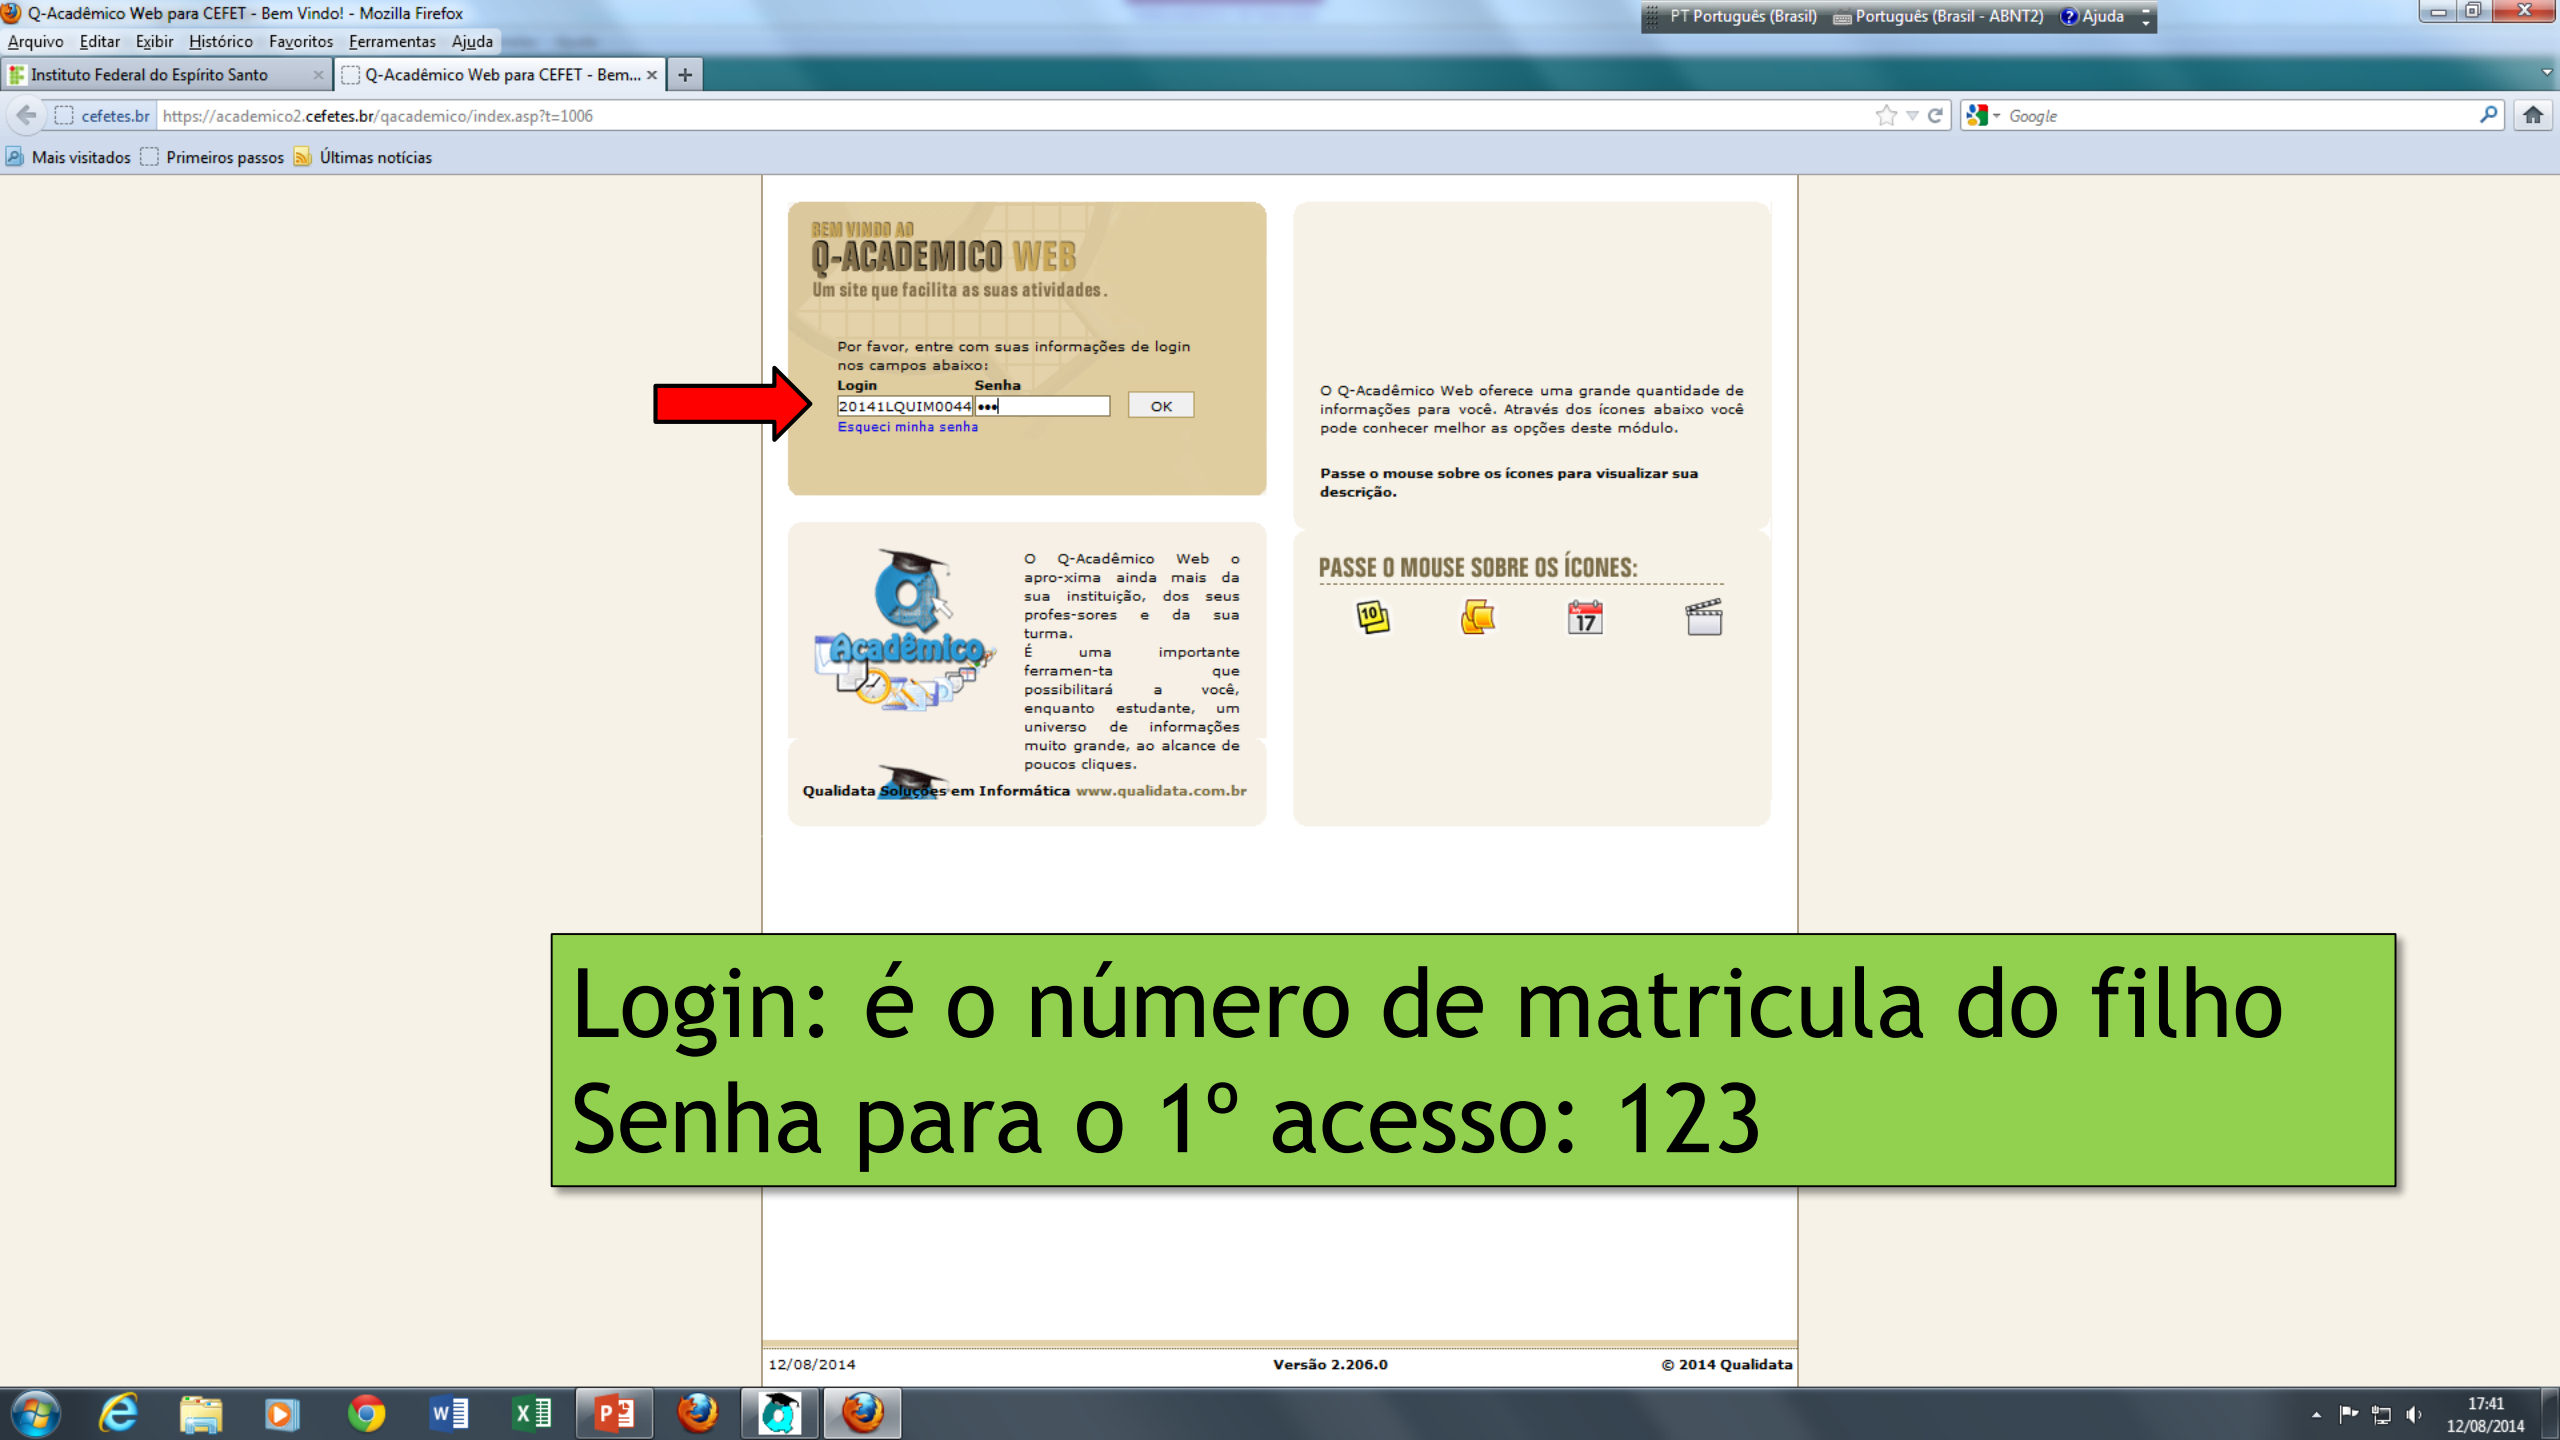 Q-Acadêmico Web para CEFET - Bem Vindo! - Mozilla Firefox
PT Português (Brasil) Português (Brasil - ABNT2) Ajuda
Arquivo Editar Exibir Histórico Favoritos Ferramentas Ajuda
Instituto Federal do Espírito Santo
Q-Acadêmico Web para CEFET - Bem...
cefetes.br https://academico2.cefetes.br/qacademico/index.asp?t=1006
Google
Mais visitados Primeiros passos Últimas notícias
BEM VINDO AO
Q-ACADEMICO WEB
Um site que facilita as suas atividades.
Por favor, entre com suas informações de login
nos campos abaixo:
Login Senha
20141LQUIM0044 ••• OK
Esqueci minha senha
O Q-Acadêmico Web oferece uma grande quantidade de
informações para você. Através dos ícones abaixo você
pode conhecer melhor as opções deste módulo.
Passe o mouse sobre os ícones para visualizar sua
descrição.
Acadêmico
O Q-Acadêmico Web o
apro-xima ainda mais da
sua instituição, dos seus
profes-sores e da sua
turma.
É uma importante
ferramen-ta que
possibilitará a você,
enquanto estudante, um
universo de informações
muito grande, ao alcance de
poucos cliques.
Qualidata Soluções em Informática www.qualidata.com.br
PASSE O MOUSE SOBRE OS ÍCONES:
10
17
Login: é o número de matricula do filho
Senha para o 1º acesso: 123
12/08/2014 Versão 2.206.0 © 2014 Qualidata
17:41
12/08/2014